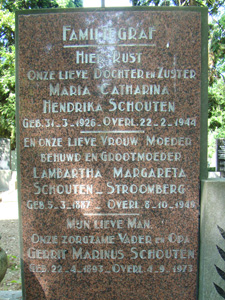 FAMILIEGRAF
HIER RUST
ONZE LIEVE DOCHTER EN ZUSTER
MARIA CATHARINA
HENDRIKA SCHOUTEN
GEB. 31-3-1926 - OVERL. 22-2-1944
EN ONZE LIEVE VROUW, MOEDER
BEHUWD EN GROOTMOEDER
LAMBARTHA MARGARETA
SCHOUTEN - STROOMBERG
GEB. 5-3-1887 - OVERL. 8-10-1948
MIJN LIEVE MAN,
ONZE ZORGZAME VADER EN OPA
GERRIT MARINUS SCHOUTEN
GEB. 22-4-1893 - OVERL. 4-9-1973